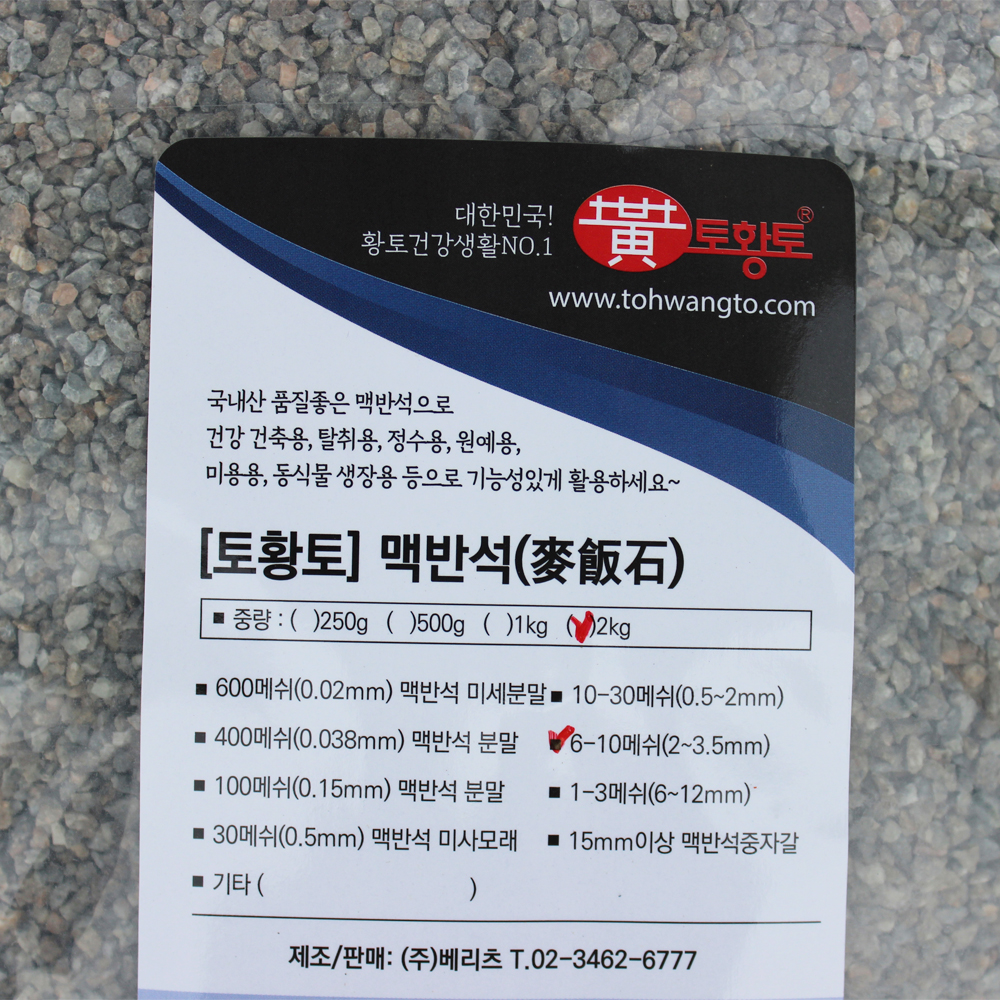 대한민국!
황토건강생활NO.1
黃토황토®
www.tohwangto.com
국내산 품질좋은 맥반석으로
건강 건축용, 탈취용, 정수용, 원예용,
미용용, 동식물 생장용 등으로 기능성있게 활용하세요~
[토황토] 맥반석(麥飯石)
■ 중량 : ( )250g ( )500g ( )1kg (✓)2kg
■ 600메쉬(0.02mm) 맥반석 미세분말 ■ 10-30메쉬(0.5~2mm)
■ 400메쉬(0.038mm) 맥반석 분말 ✓■ 6-10메쉬(2~3.5mm)
■ 100메쉬(0.15mm) 맥반석 분말 ■ 1-3메쉬(6~12mm)
■ 30메쉬(0.5mm) 맥반석 미사모래 ■ 15mm이상 맥반석중자갈
■ 기타 ( )
제조/판매: (주)베리츠 T.02-3462-6777